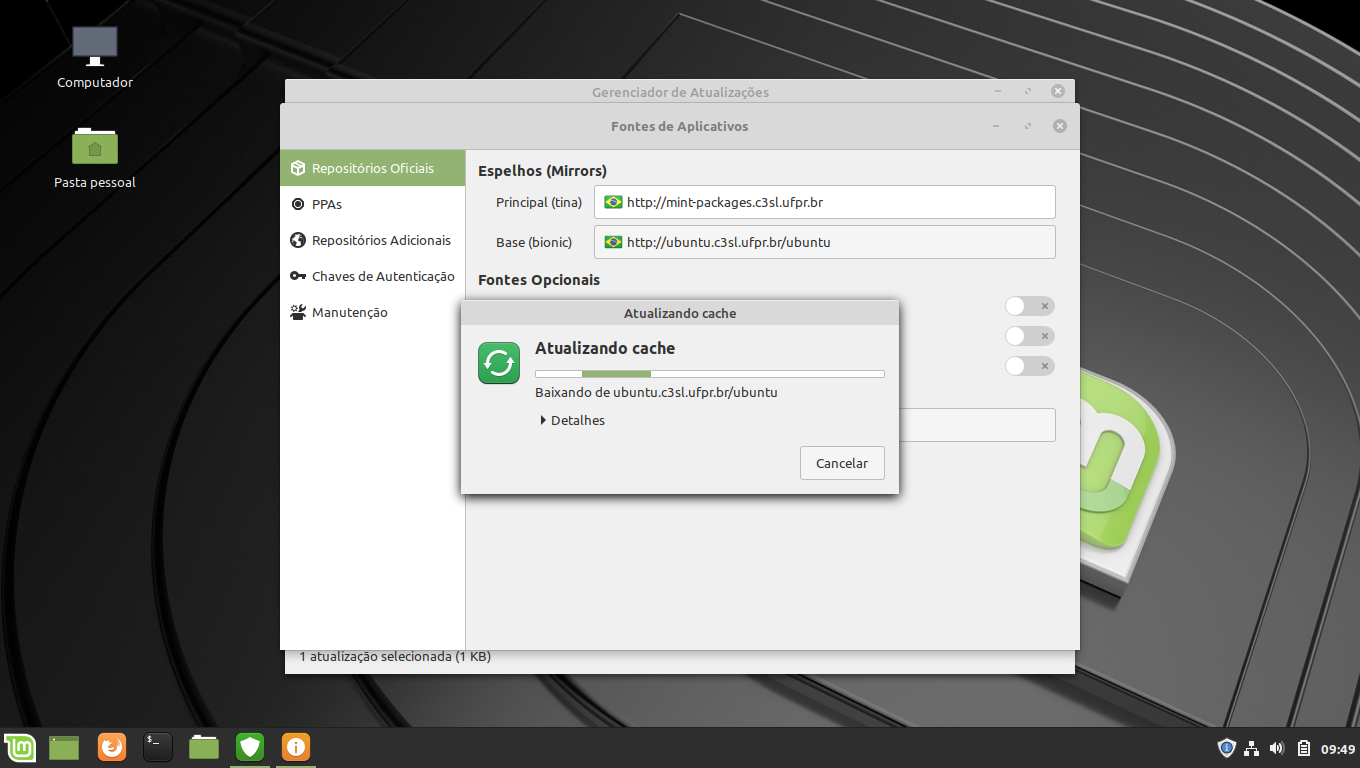 Computador
Pasta pessoal
Gerenciador de Atualizações
Fontes de Aplicativos
Repositórios Oficiais
PPAs
Repositórios Adicionais
Chaves de Autenticação
Manutenção
Espelhos (Mirrors)
Principal (tina) http://mint-packages.c3sl.ufpr.br
Base (bionic) http://ubuntu.c3sl.ufpr.br/ubuntu
Fontes Opcionais
Atualizando cache
Atualizando cache
Baixando de ubuntu.c3sl.ufpr.br/ubuntu
Detalhes
Cancelar
1 atualização selecionada (1 KB)
$_
09:49